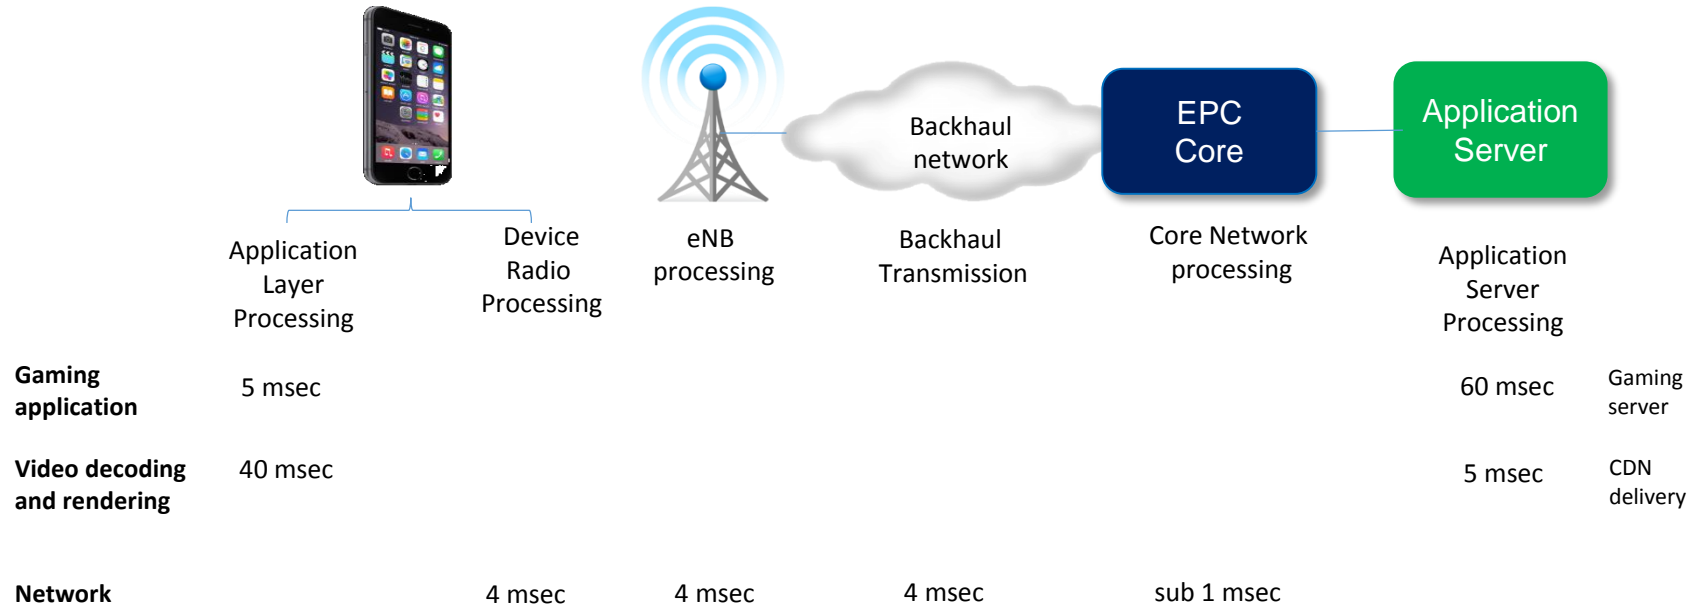 Backhaul
network
EPC
Core
Application
Server
Application
Layer
Processing
Device
Radio
Processing
eNB
processing
Backhaul
Transmission
Core Network
processing
Application
Server
Processing
Gaming
application
5 msec
60 msec
Gaming
server
Video decoding
and rendering
40 msec
5 msec
CDN
delivery
Network
4 msec
4 msec
4 msec
sub 1 msec